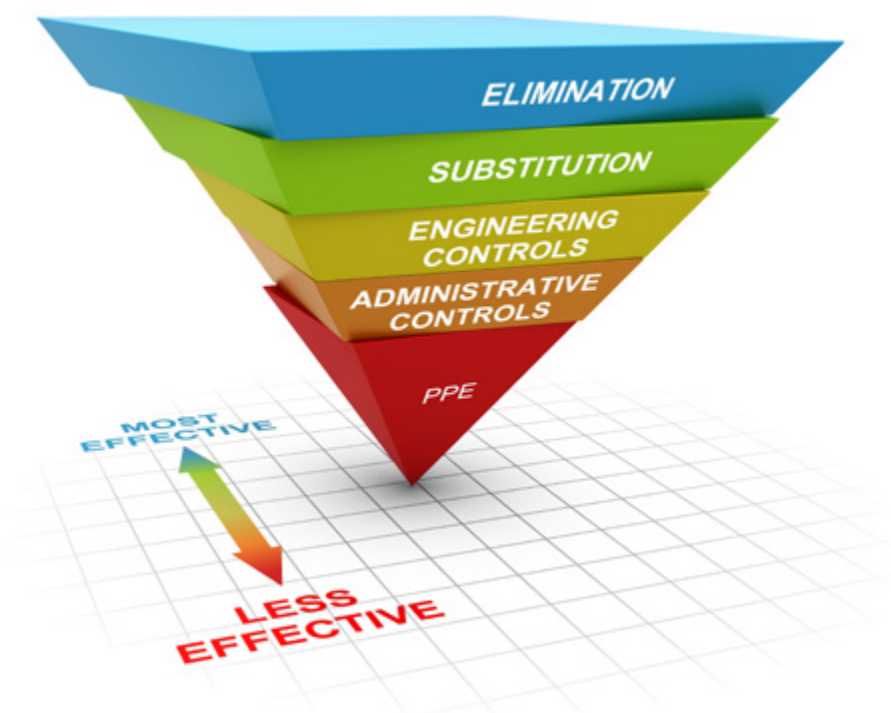 ELIMINATION
SUBSTITUTION
ENGINEERING
CONTROLS
ADMINISTRATIVE
CONTROLS
PPE
MOST
EFFECTIVE
LESS
EFFECTIVE